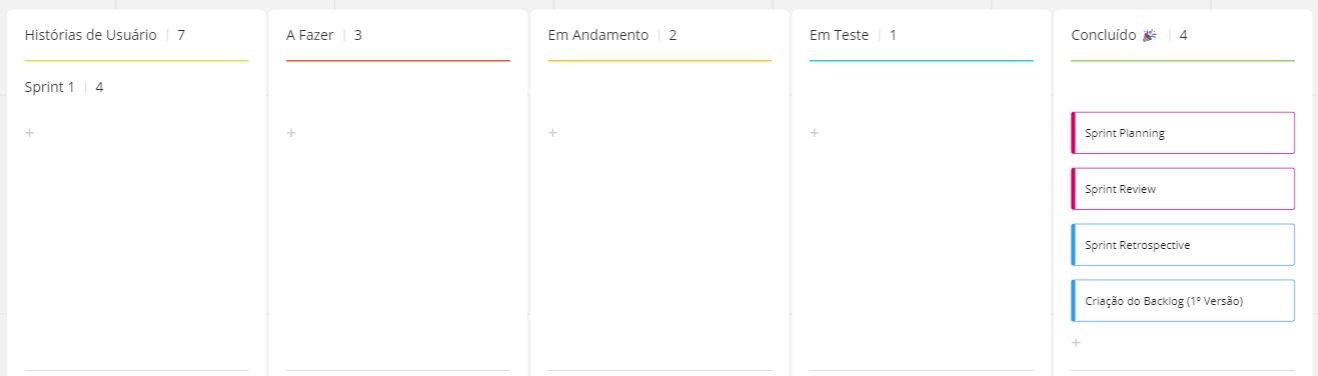 Histórias de Usuário | 7
A Fazer | 3
Em Andamento | 2
Em Teste | 1
Concluído 🎉 | 4
Sprint 1 | 4
+
+
+
+
Sprint Planning
Sprint Review
Sprint Retrospective
Criação do Backlog (1º Versão)
+